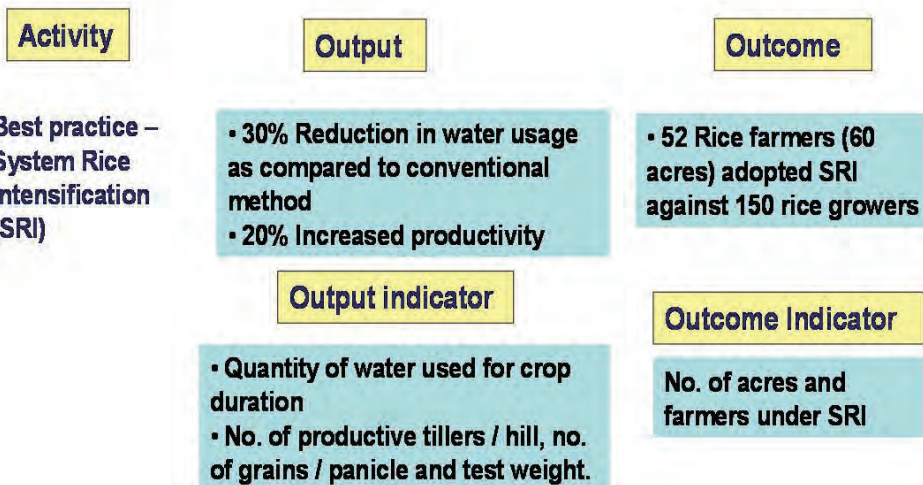 Activity
Output
Outcome
Best practice –
System Rice
Intensification
(SRI)
• 30% Reduction in water usage
as compared to conventional
method
• 20% Increased productivity
• 52 Rice farmers (60
acres) adopted SRI
against 150 rice growers
Output indicator
Outcome Indicator
• Quantity of water used for crop
duration
• No. of productive tillers / hill, no.
of grains / panicle and test weight.
No. of acres and
farmers under SRI